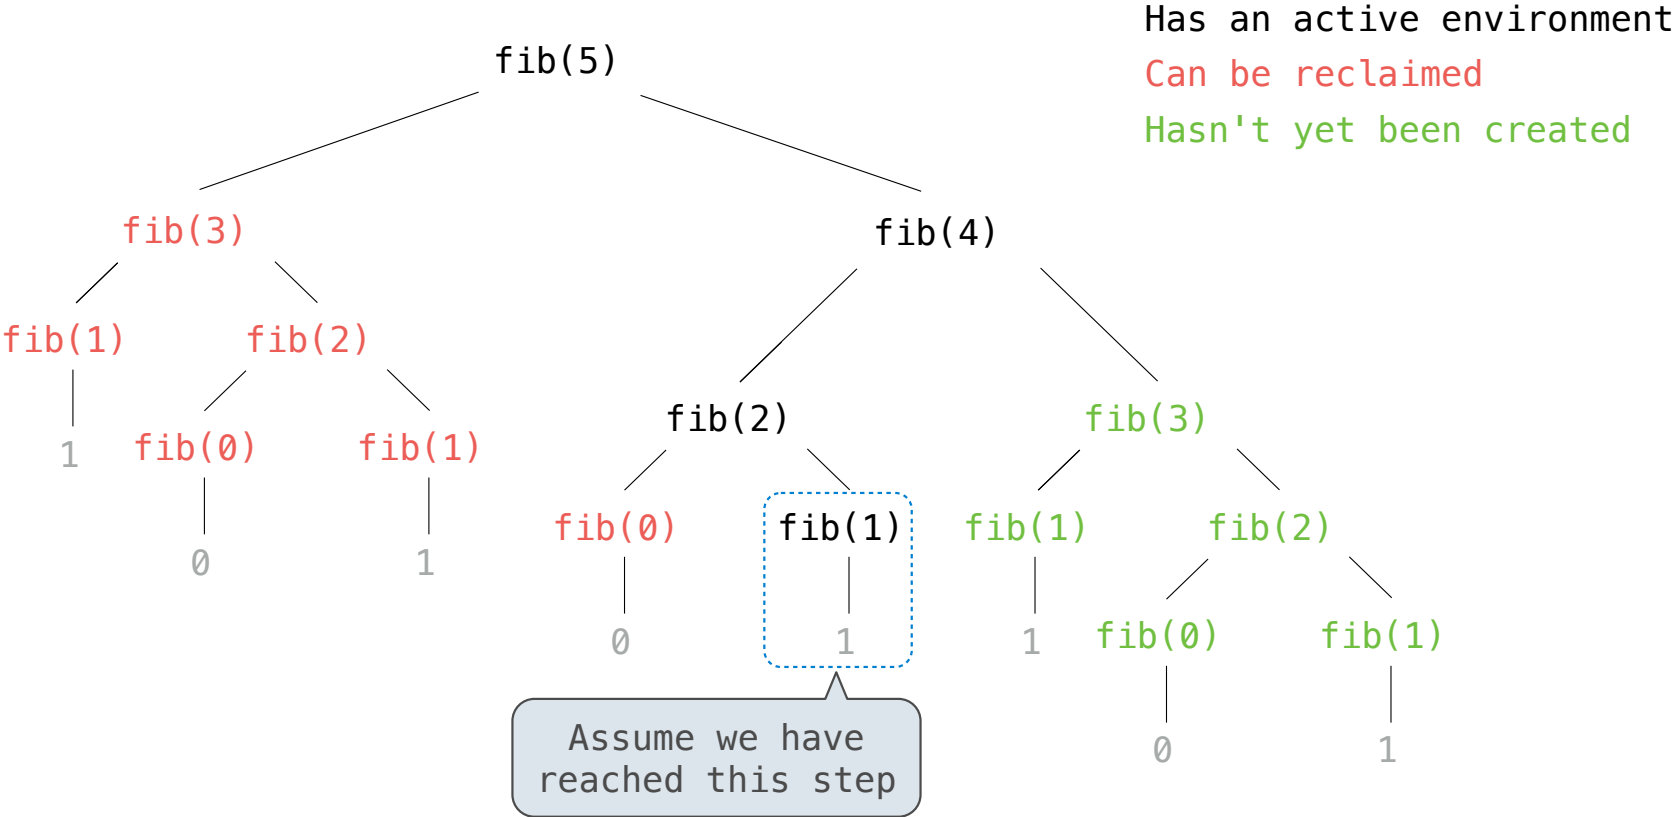 Has an active environment
fib(5)
Can be reclaimed
Hasn't yet been created
fib(3)
fib(4)
fib(1)
fib(2)
fib(2)
fib(3)
1
fib(0)
fib(1)
fib(0)
fib(1)
fib(1)
fib(2)
0
1
0
1
1
fib(0)
fib(1)
Assume we have
reached this step
0
1